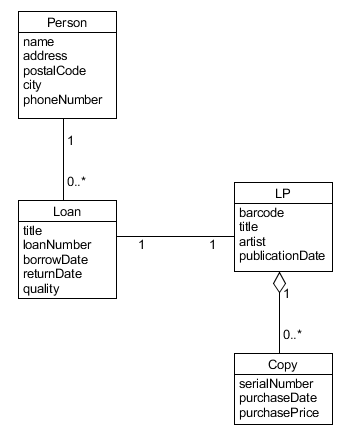 Person
name
address
postalCode
city
phoneNumber
1
0..*
Loan
title
loanNumber
borrowDate
returnDate
quality
1
1
LP
barcode
title
artist
publicationDate
1
0..*
Copy
serialNumber
purchaseDate
purchasePrice